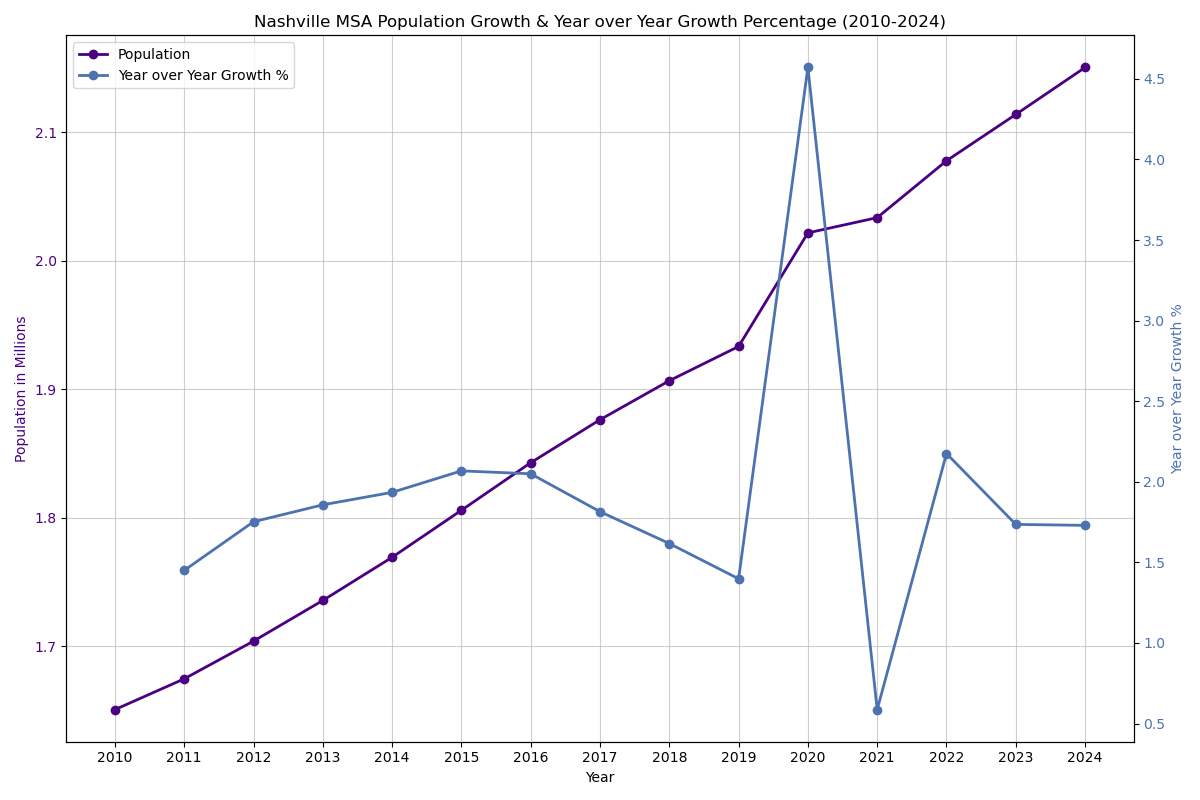 Nashville MSA Population Growth & Year over Year Growth Percentage (2010-2024)
Population
Year over Year Growth %
Population in Millions
2.1
2.0
1.9
1.8
1.7
4.5
4.0
3.5
3.0
2.5
2.0
1.5
1.0
0.5
Year over Year Growth %
2010 2011 2012 2013 2014 2015 2016 2017 2018 2019 2020 2021 2022 2023 2024
Year